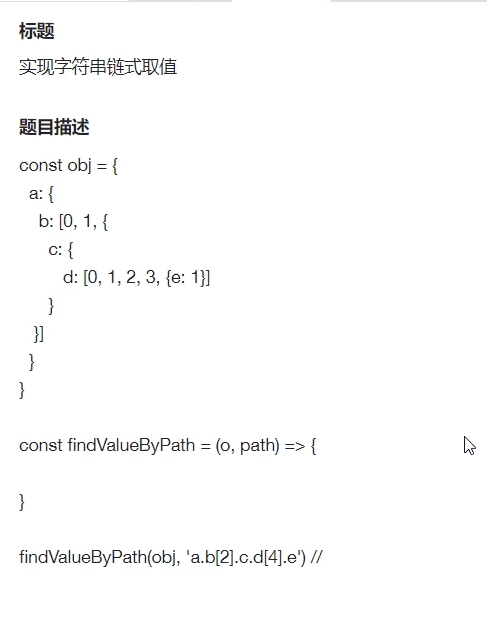 标题
实现字符串链式取值
题目描述
const obj = {
a: {
b: [0, 1, {
c: {
d: [0, 1, 2, 3, {e: 1}]
}
}]
}
}
const findValueByPath = (o, path) => {
}
findValueByPath(obj, 'a.b[2].c.d[4].e') //